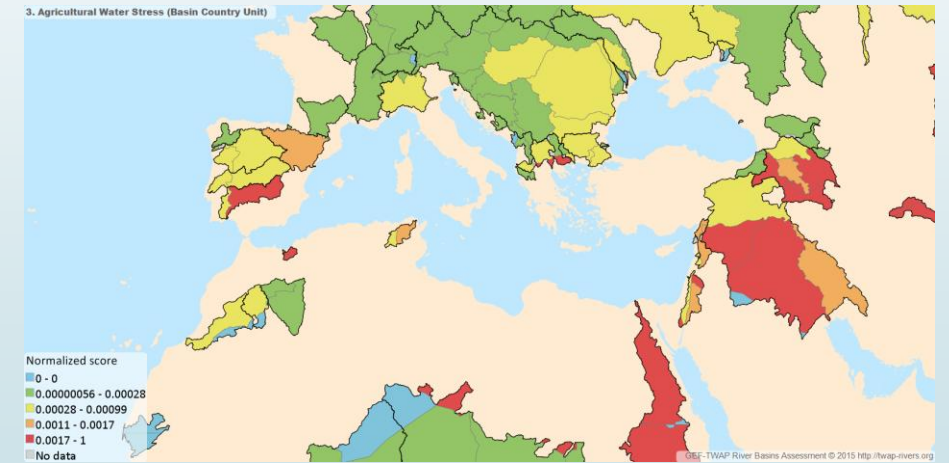 3. Agricultural Water Stress (Basin Country Unit)
Normalized score
0 - 0
0.00000056 - 0.00028
0.00028 - 0.00099
0.0011 - 0.0017
0.0017 - 1
No data
GEF-TWAP River Basins Assessment © 2015 http://twap-rivers.org